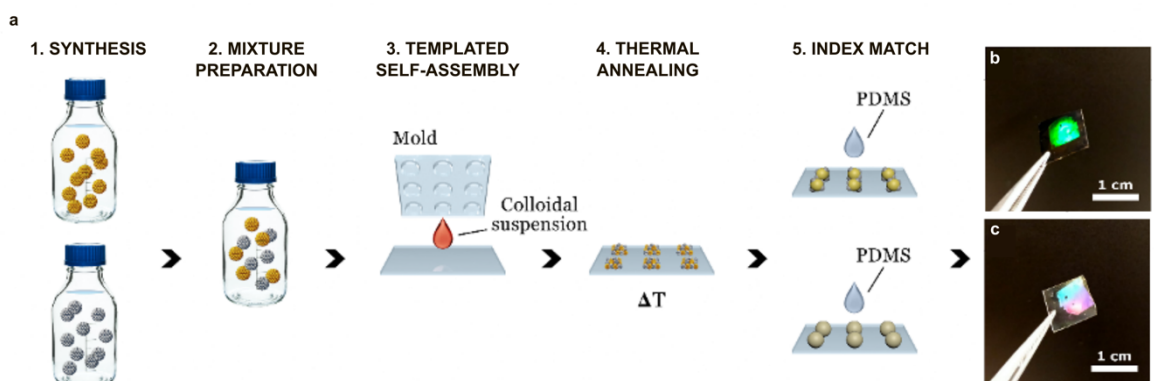 a
1. SYNTHESIS
2. MIXTURE
PREPARATION
3. TEMPLATED
SELF-ASSEMBLY
4. THERMAL
ANNEALING
5. INDEX MATCH
Mold
Colloidal
suspension
ΔT
PDMS
PDMS
b
1 cm
c
1 cm